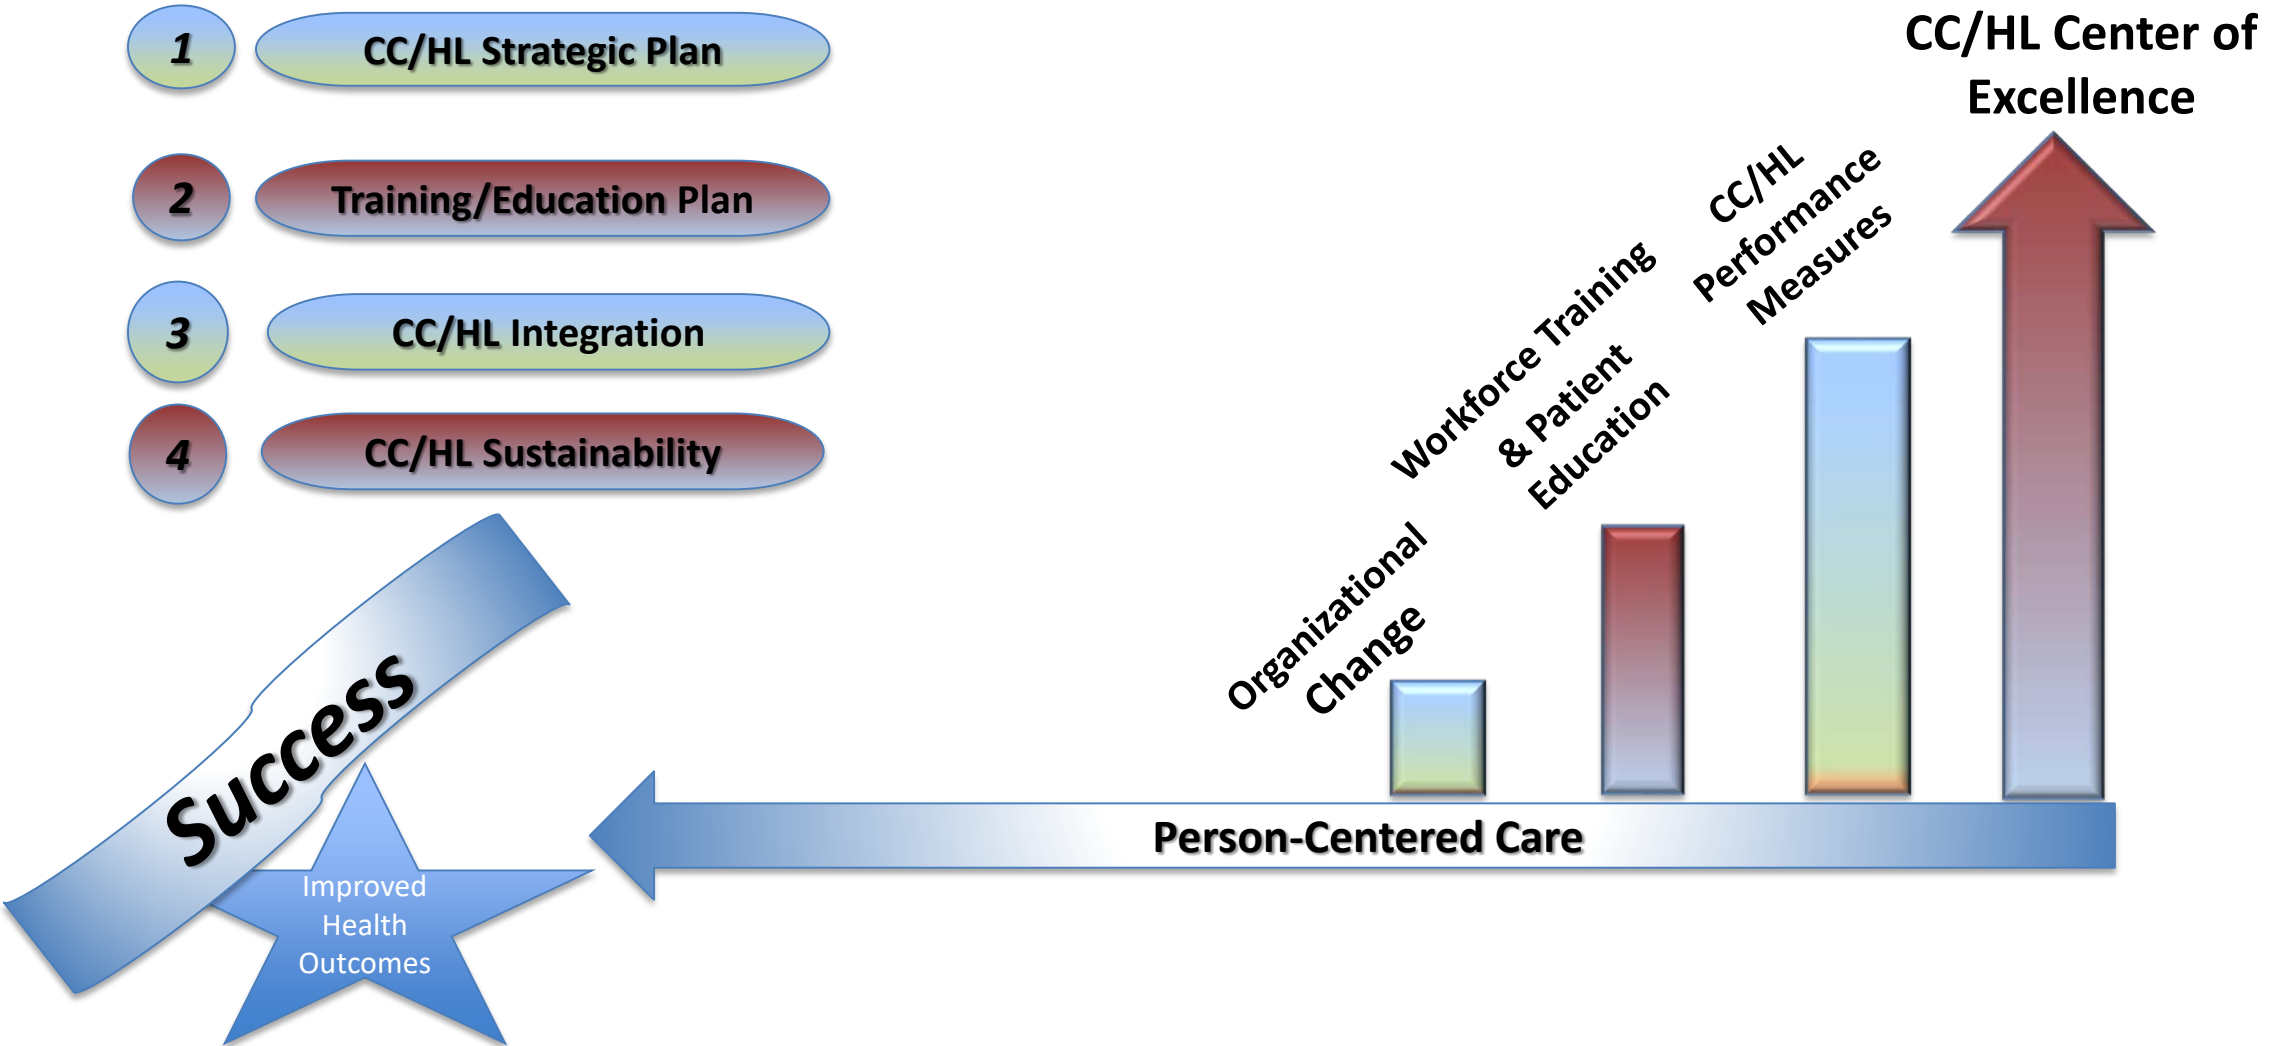 1
CC/HL Strategic Plan
2
Training/Education Plan
3
CC/HL Integration
4
CC/HL Sustainability
Success
Improved
Health
Outcomes
Person-Centered Care
Organizational
Change
Workforce Training
& Patient
Education
CC/HL
Performance
Measures
CC/HL Center of
Excellence